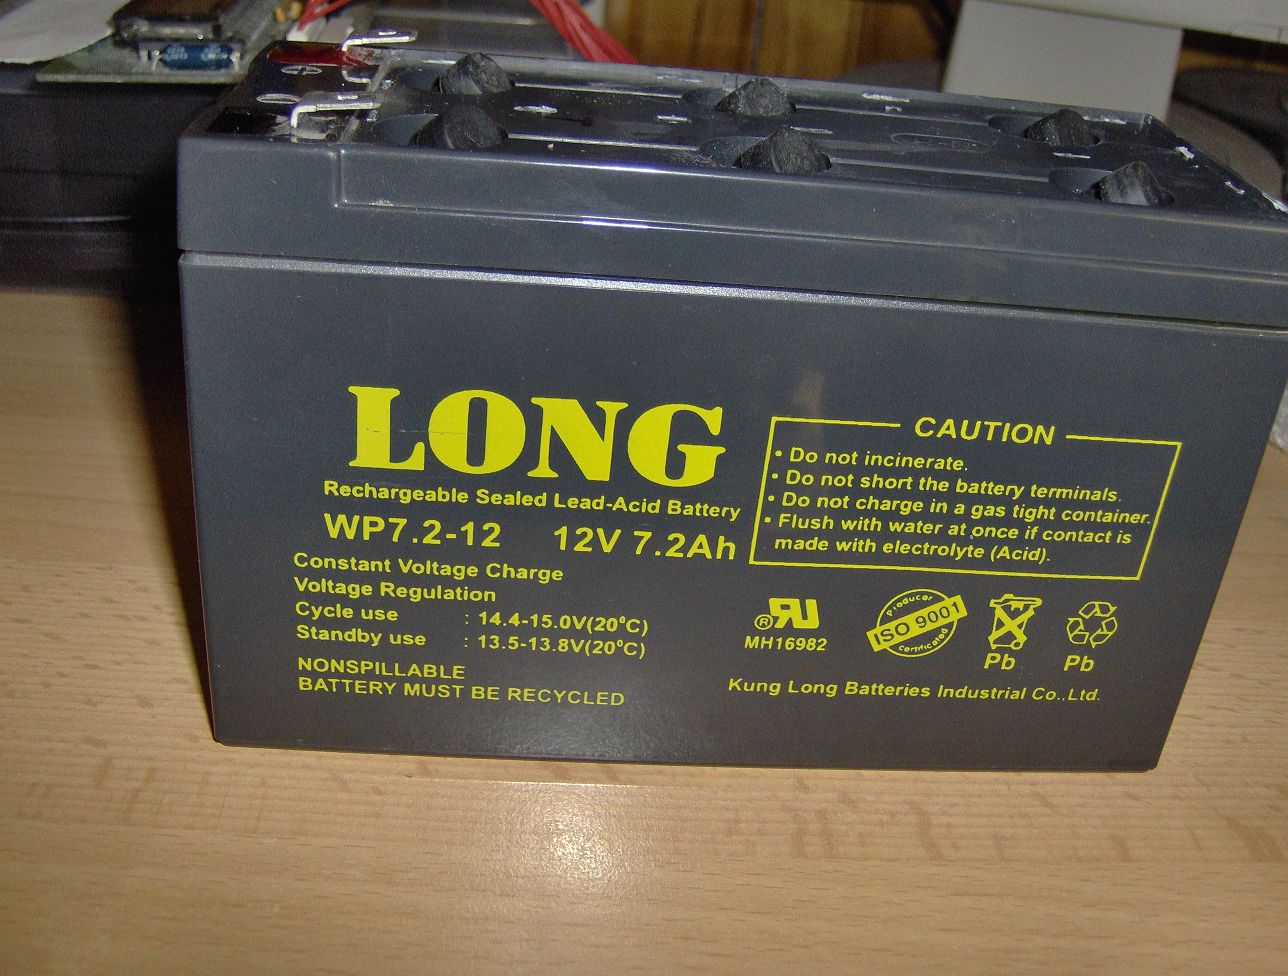 LONG
Rechargeable Sealed Lead-Acid Battery
WP7.2-12 12V 7.2Ah
Constant Voltage Charge
Voltage Regulation
Cycle use : 14.4-15.0V(20°C)
Standby use : 13.5-13.8V(20°C)
NONSPILLABLE
BATTERY MUST BE RECYCLED
CAUTION
• Do not incinerate.
• Do not short the battery terminals.
• Do not charge in a gas tight container.
• Flush with water at once if contact is
made with electrolyte (Acid).
®
MH16982
Producer
ISO 9001
certificated
Pb
Pb
Kung Long Batteries Industrial Co.,Ltd.